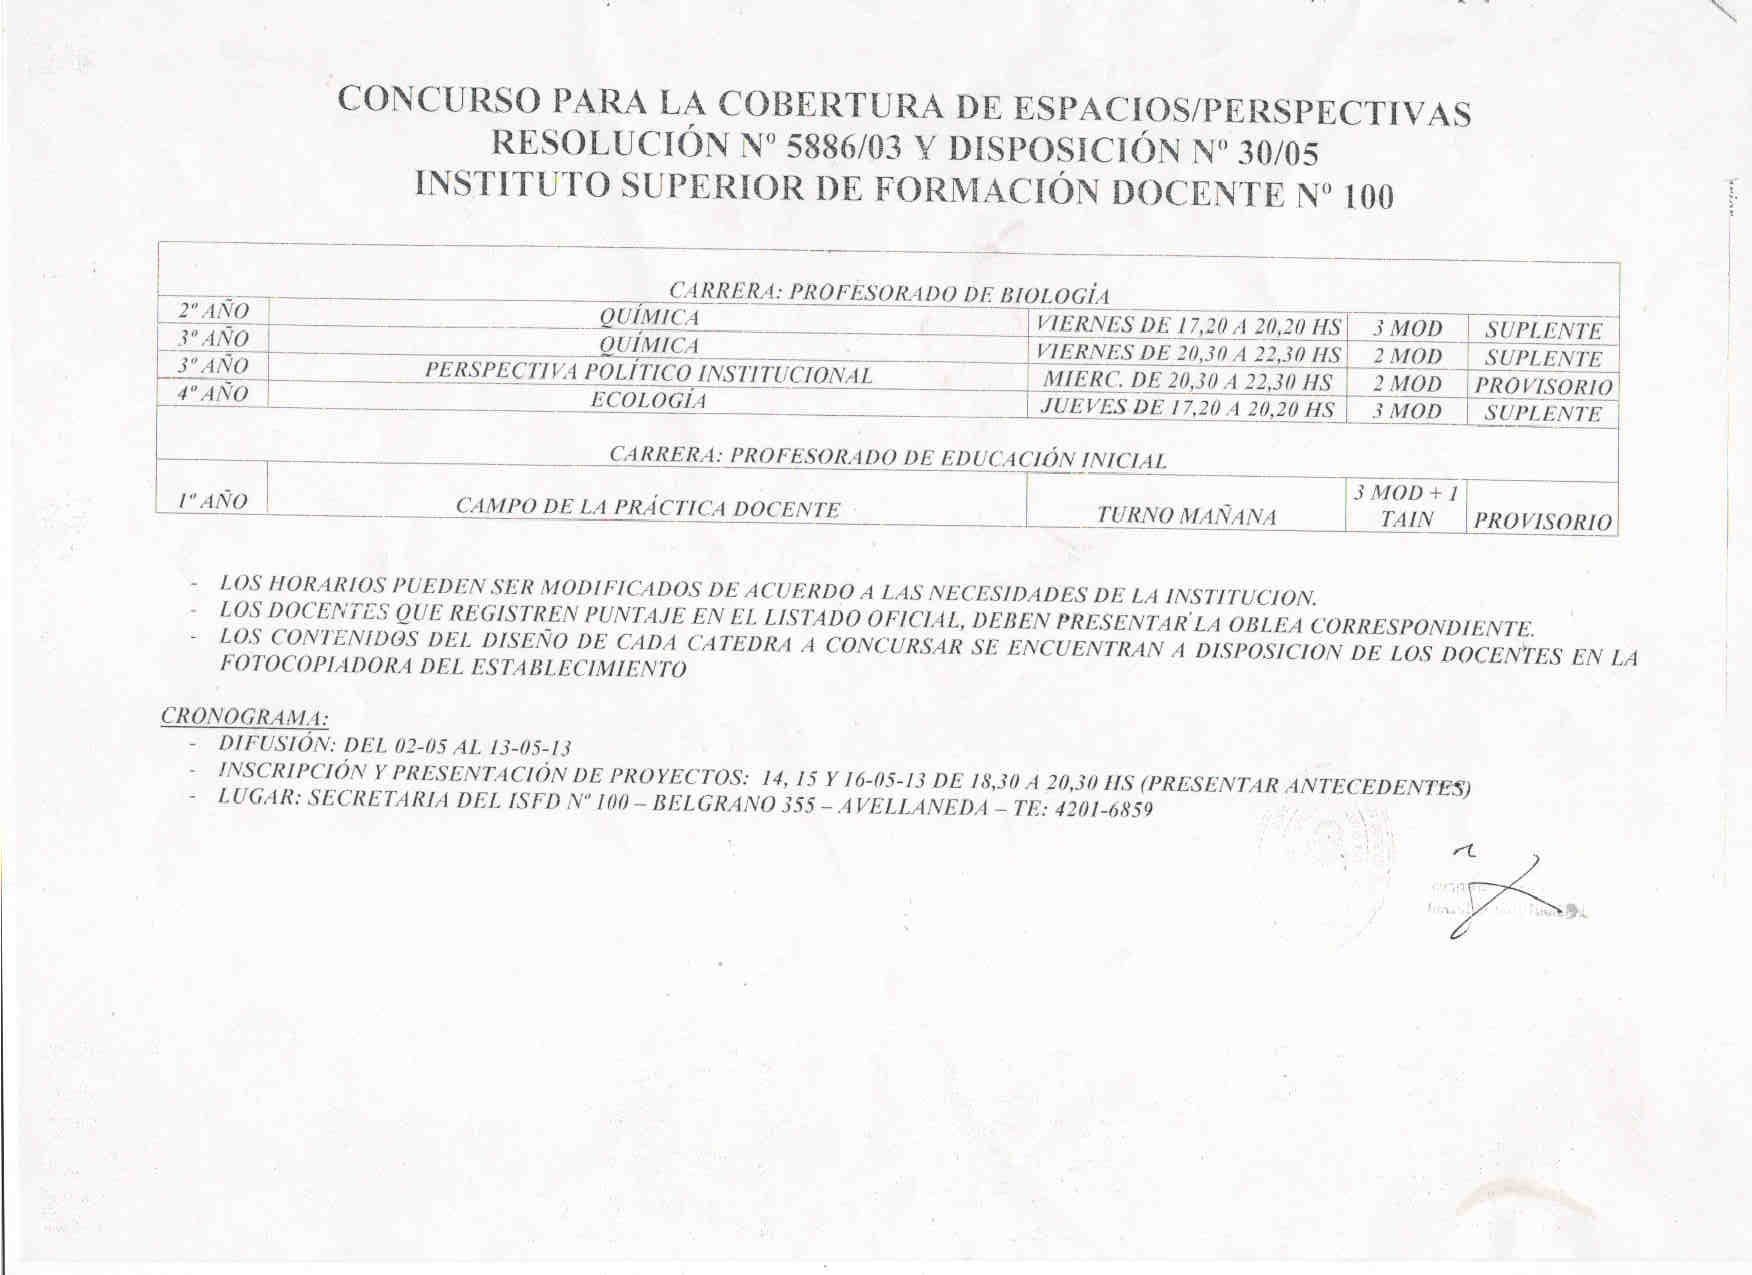 CONCURSO PARA LA COBERTURA DE ESPACIOS/PERSPECTIVAS
RESOLUCIÓN Nº 5886/03 Y DISPOSICIÓN Nº 30/05
INSTITUTO SUPERIOR DE FORMACIÓN DOCENTE Nº 100
CARRERA: PROFESORADO DE BIOLOGÍA
2º AÑO QUÍMICA VIERNES DE 17,20 A 20,20 HS 3 MOD SUPLENTE
3º AÑO QUÍMICA VIERNES DE 20,30 A 22,30 HS 2 MOD SUPLENTE
3º AÑO PERSPECTIVA POLÍTICO INSTITUCIONAL MIERC. DE 20,30 A 22,30 HS 2 MOD PROVISORIO
4º AÑO ECOLOGÍA JUEVES DE 17,20 A 20,20 HS 3 MOD SUPLENTE
CARRERA: PROFESORADO DE EDUCACIÓN INICIAL
1º AÑO CAMPO DE LA PRÁCTICA DOCENTE TURNO MAÑANA 3 MOD + 1
TAIN PROVISORIO
- LOS HORARIOS PUEDEN SER MODIFICADOS DE ACUERDO A LAS NECESIDADES DE LA INSTITUCION.
- LOS DOCENTES QUE REGISTREN PUNTAJE EN EL LISTADO OFICIAL, DEBEN PRESENTAR LA OBLEA CORRESPONDIENTE.
- LOS CONTENIDOS DEL DISEÑO DE CADA CATEDRA A CONCURSAR SE ENCUENTRAN A DISPOSICION DE LOS DOCENTES EN LA
FOTOCOPIADORA DEL ESTABLECIMIENTO
CRONOGRAMA:
- DIFUSIÓN: DEL 02-05 AL 13-05-13
- INSCRIPCIÓN Y PRESENTACIÓN DE PROYECTOS: 14, 15 Y 16-05-13 DE 18,30 A 20,30 HS (PRESENTAR ANTECEDENTES)
- LUGAR: SECRETARIA DEL ISFD Nº 100 – BELGRANO 355 – AVELLANEDA – TE: 4201-6859